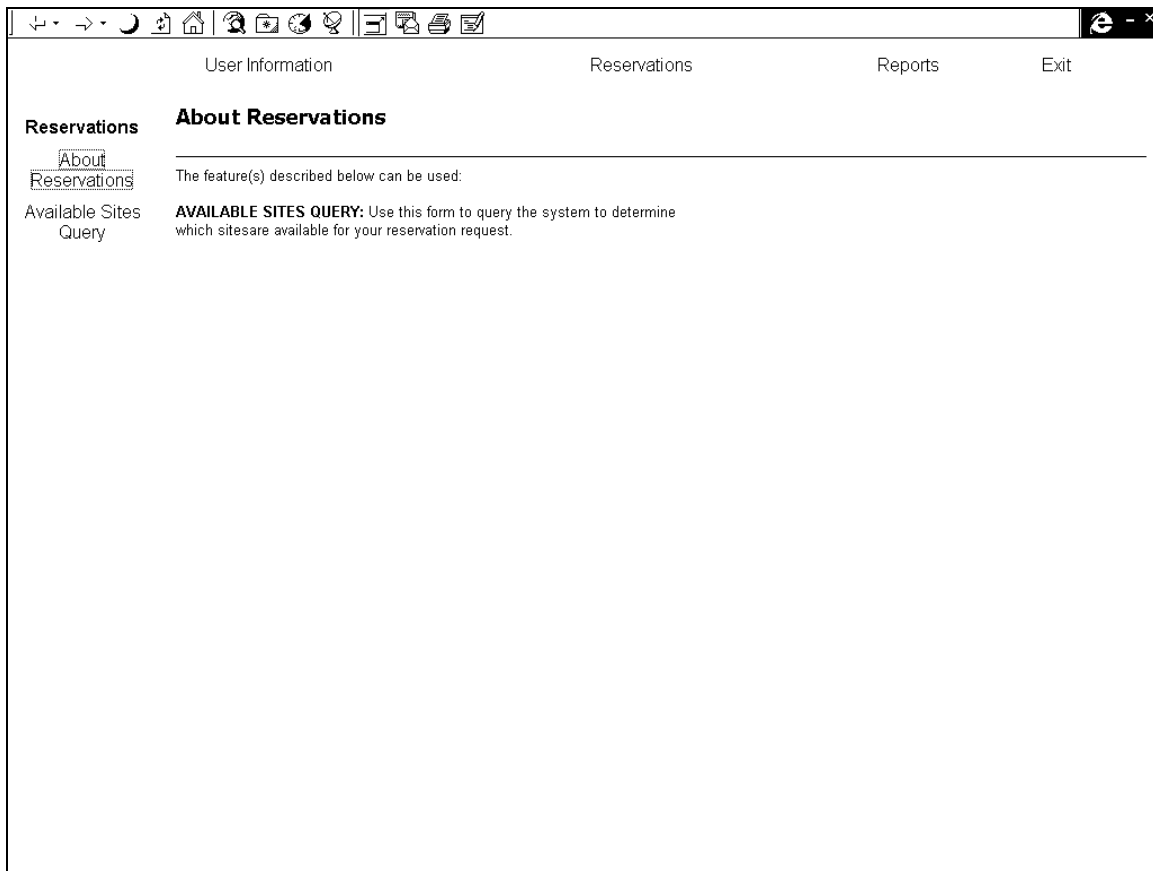 User Information Reservations Reports Exit
Reservations
About
Reservations
Available Sites
Query
About Reservations
The feature(s) described below can be used:
AVAILABLE SITES QUERY: Use this form to query the system to determine
which sitesare available for your reservation request.